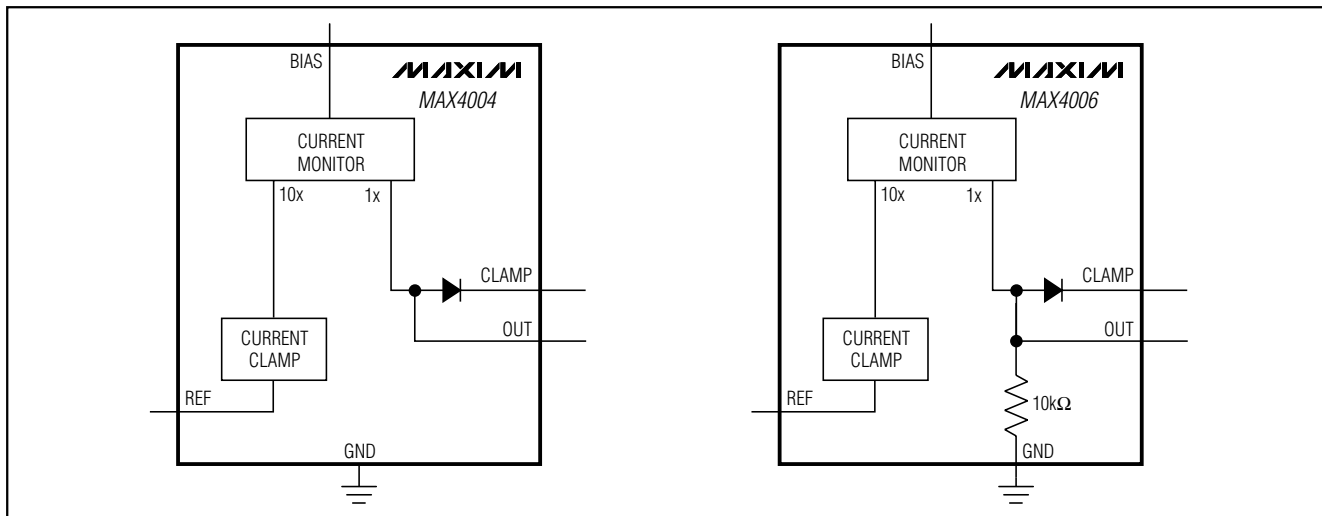 BIAS
MAXIM
MAX4004
CURRENT
MONITOR
10x
1x
CLAMP
OUT
CURRENT
CLAMP
REF
GND
BIAS
MAXIM
MAX4006
CURRENT
MONITOR
10x
1x
CLAMP
OUT
CURRENT
CLAMP
REF
10kΩ
GND